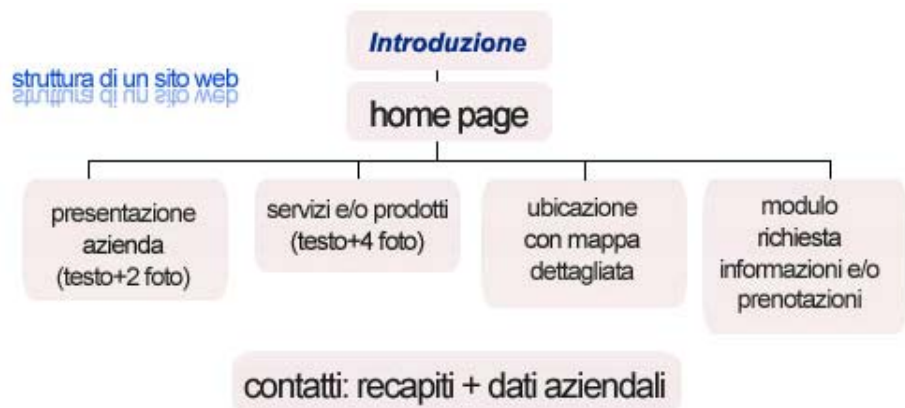 Introduzione
struttura di un sito web
home page
presentazione
azienda
(testo+2 foto)
servizi e/o prodotti
(testo+4 foto)
ubicazione
con mappa
dettagliata
modulo
richiesta
informazioni e/o
prenotazioni
contatti: recapiti + dati aziendali